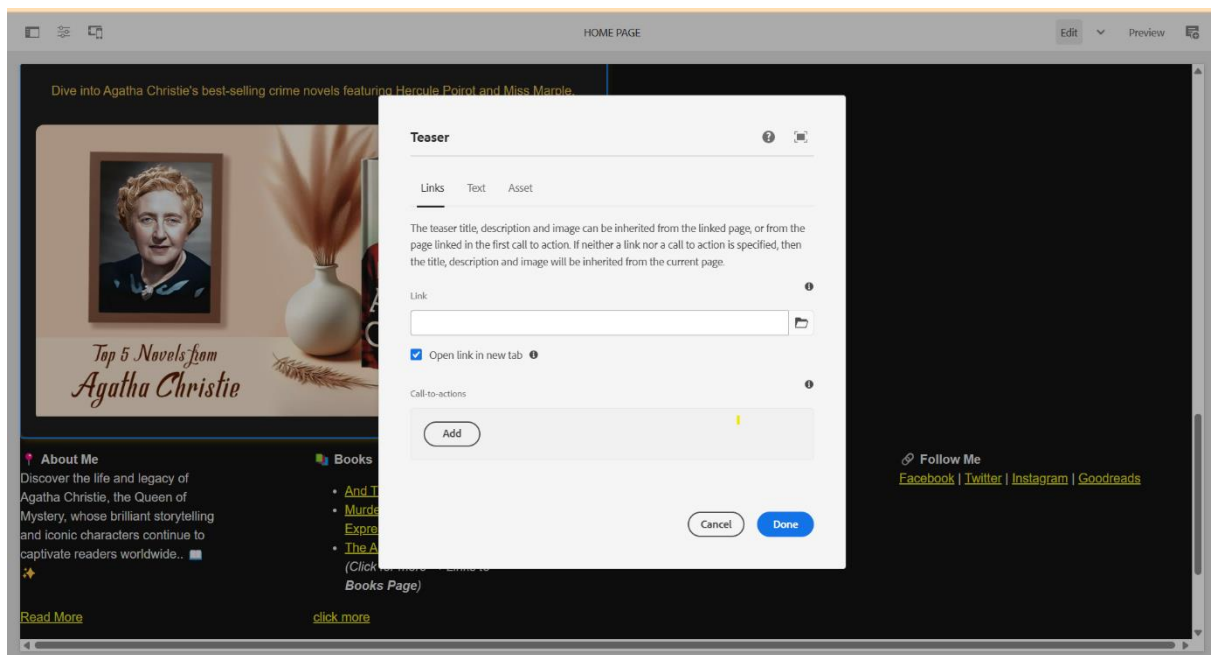 HOME PAGE
Edit
Preview
Dive into Agatha Christie's best-selling crime novels featuring Hercule Poirot and Miss Marple.
Top 5 Novels from
Agatha Christie
Teaser
Links Text Asset
The teaser title, description and image can be inherited from the linked page, or from the
page linked in the first call to action. If neither a link nor a call to action is specified, then
the title, description and image will be inherited from the current page.
Link
Open link in new tab
Call-to-actions
Add
Cancel Done
About Me
Discover the life and legacy of
Agatha Christie, the Queen of
Mystery, whose brilliant storytelling
and iconic characters continue to
captivate readers worldwide..
Read More
Books
And T
Murde
Expre
The A
(Click
Books Page)
click more
Follow Me
Facebook | Twitter | Instagram | Goodreads